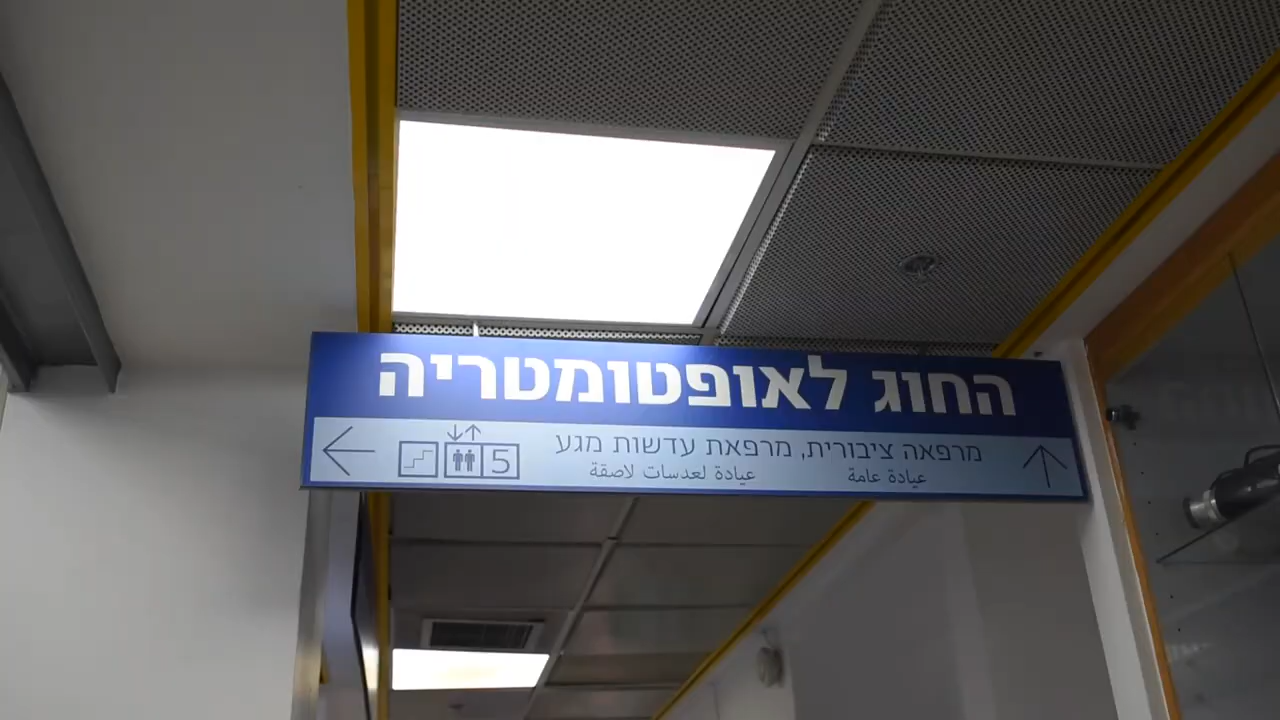 החוג לאופטומטריה
מרפאה ציבורית, מרפאת עדשות מגע
عيادة عامة عيادة لعدسات لاصقة
5